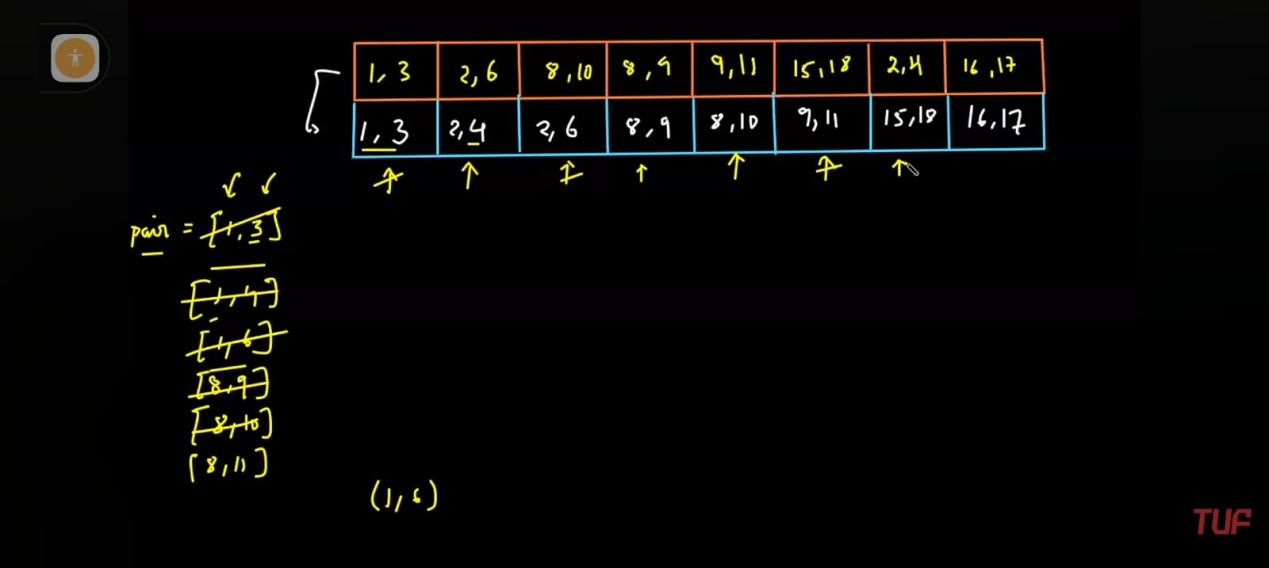 1, 3 2, 6 8, 10 8, 9 9, 11 15, 18 2, 4 16, 17
1, 3 2, 4 2, 6 8, 9 8, 10 9, 11 15, 18 16, 17
pair = [1, 3]
[1, 4]
[1, 6]
[8, 9]
[8, 10]
[8, 11]
(1, 6)
TUF